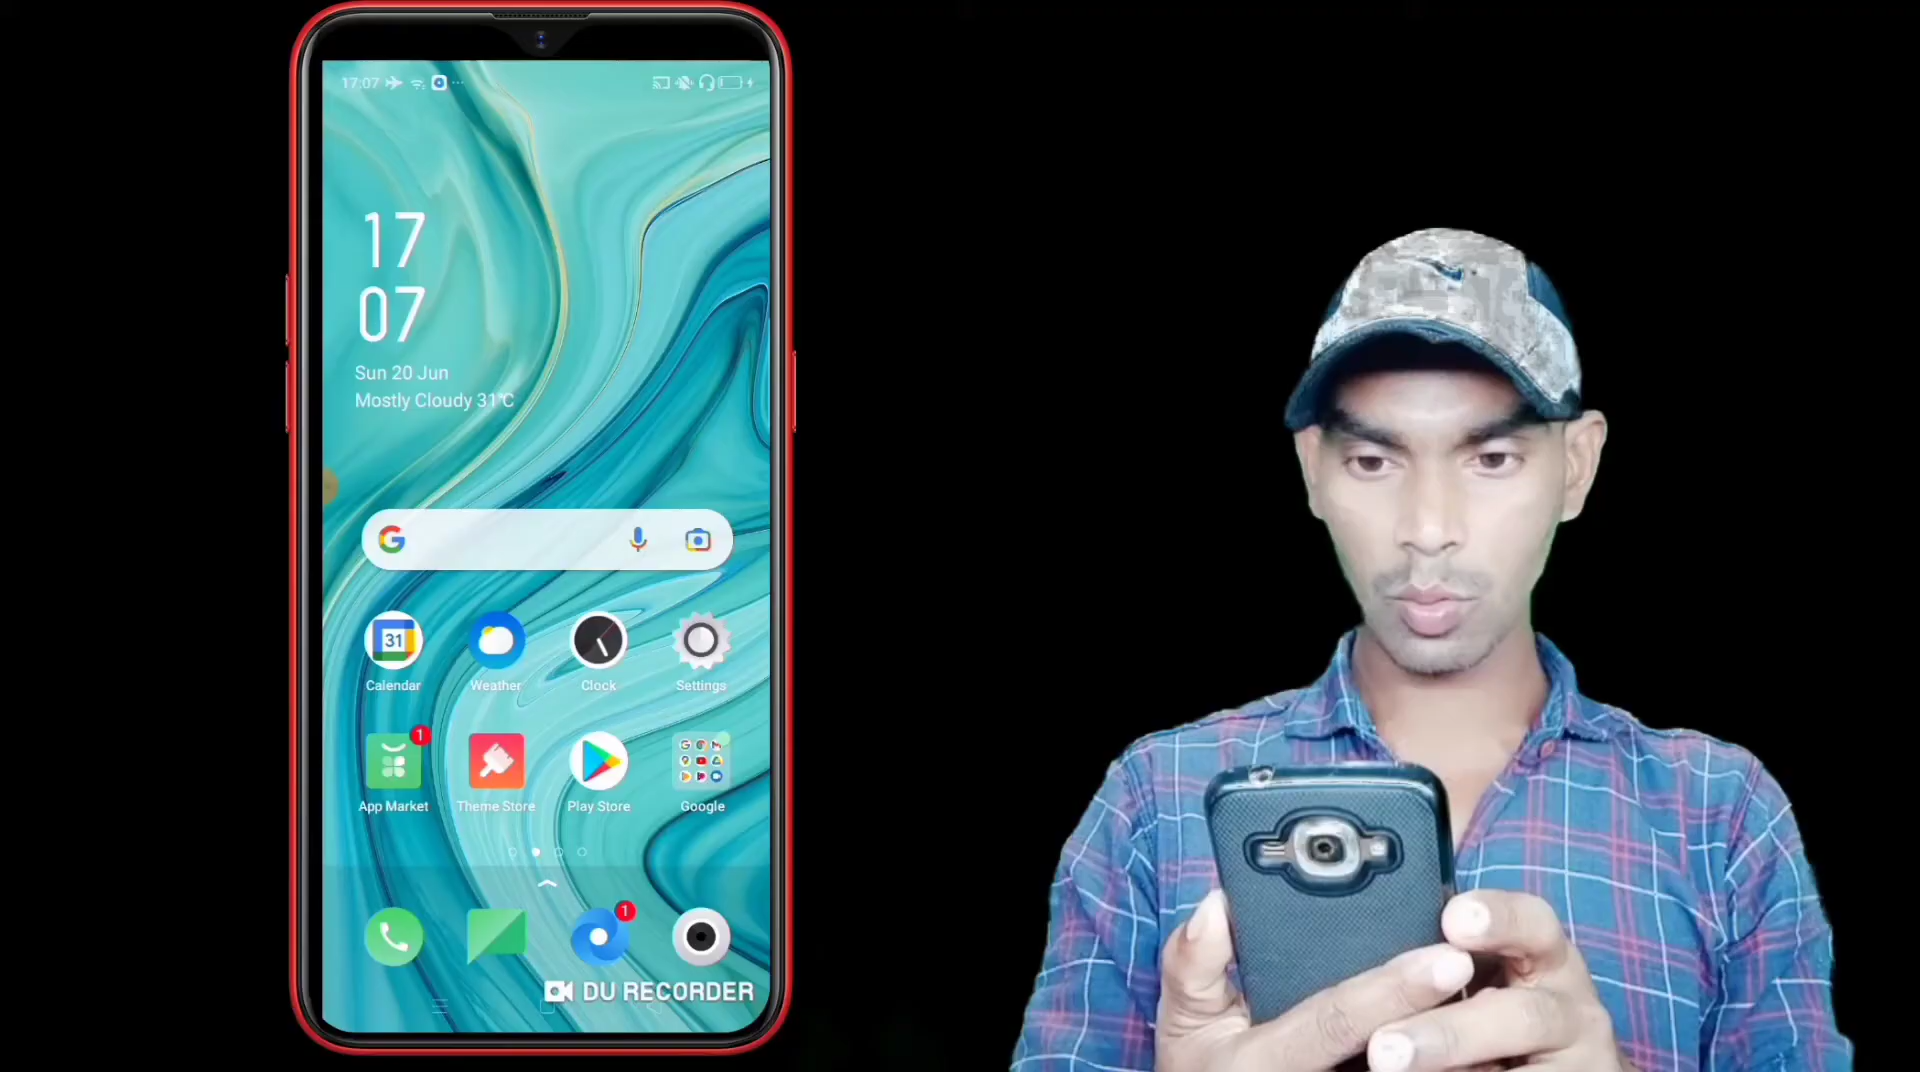 17:07
17
07
Sun 20 Jun
Mostly Cloudy 31°C
G
31
Calendar
Weather
Clock
Settings
1
App Market
Theme Store
Play Store
Google
1
DU RECORDER